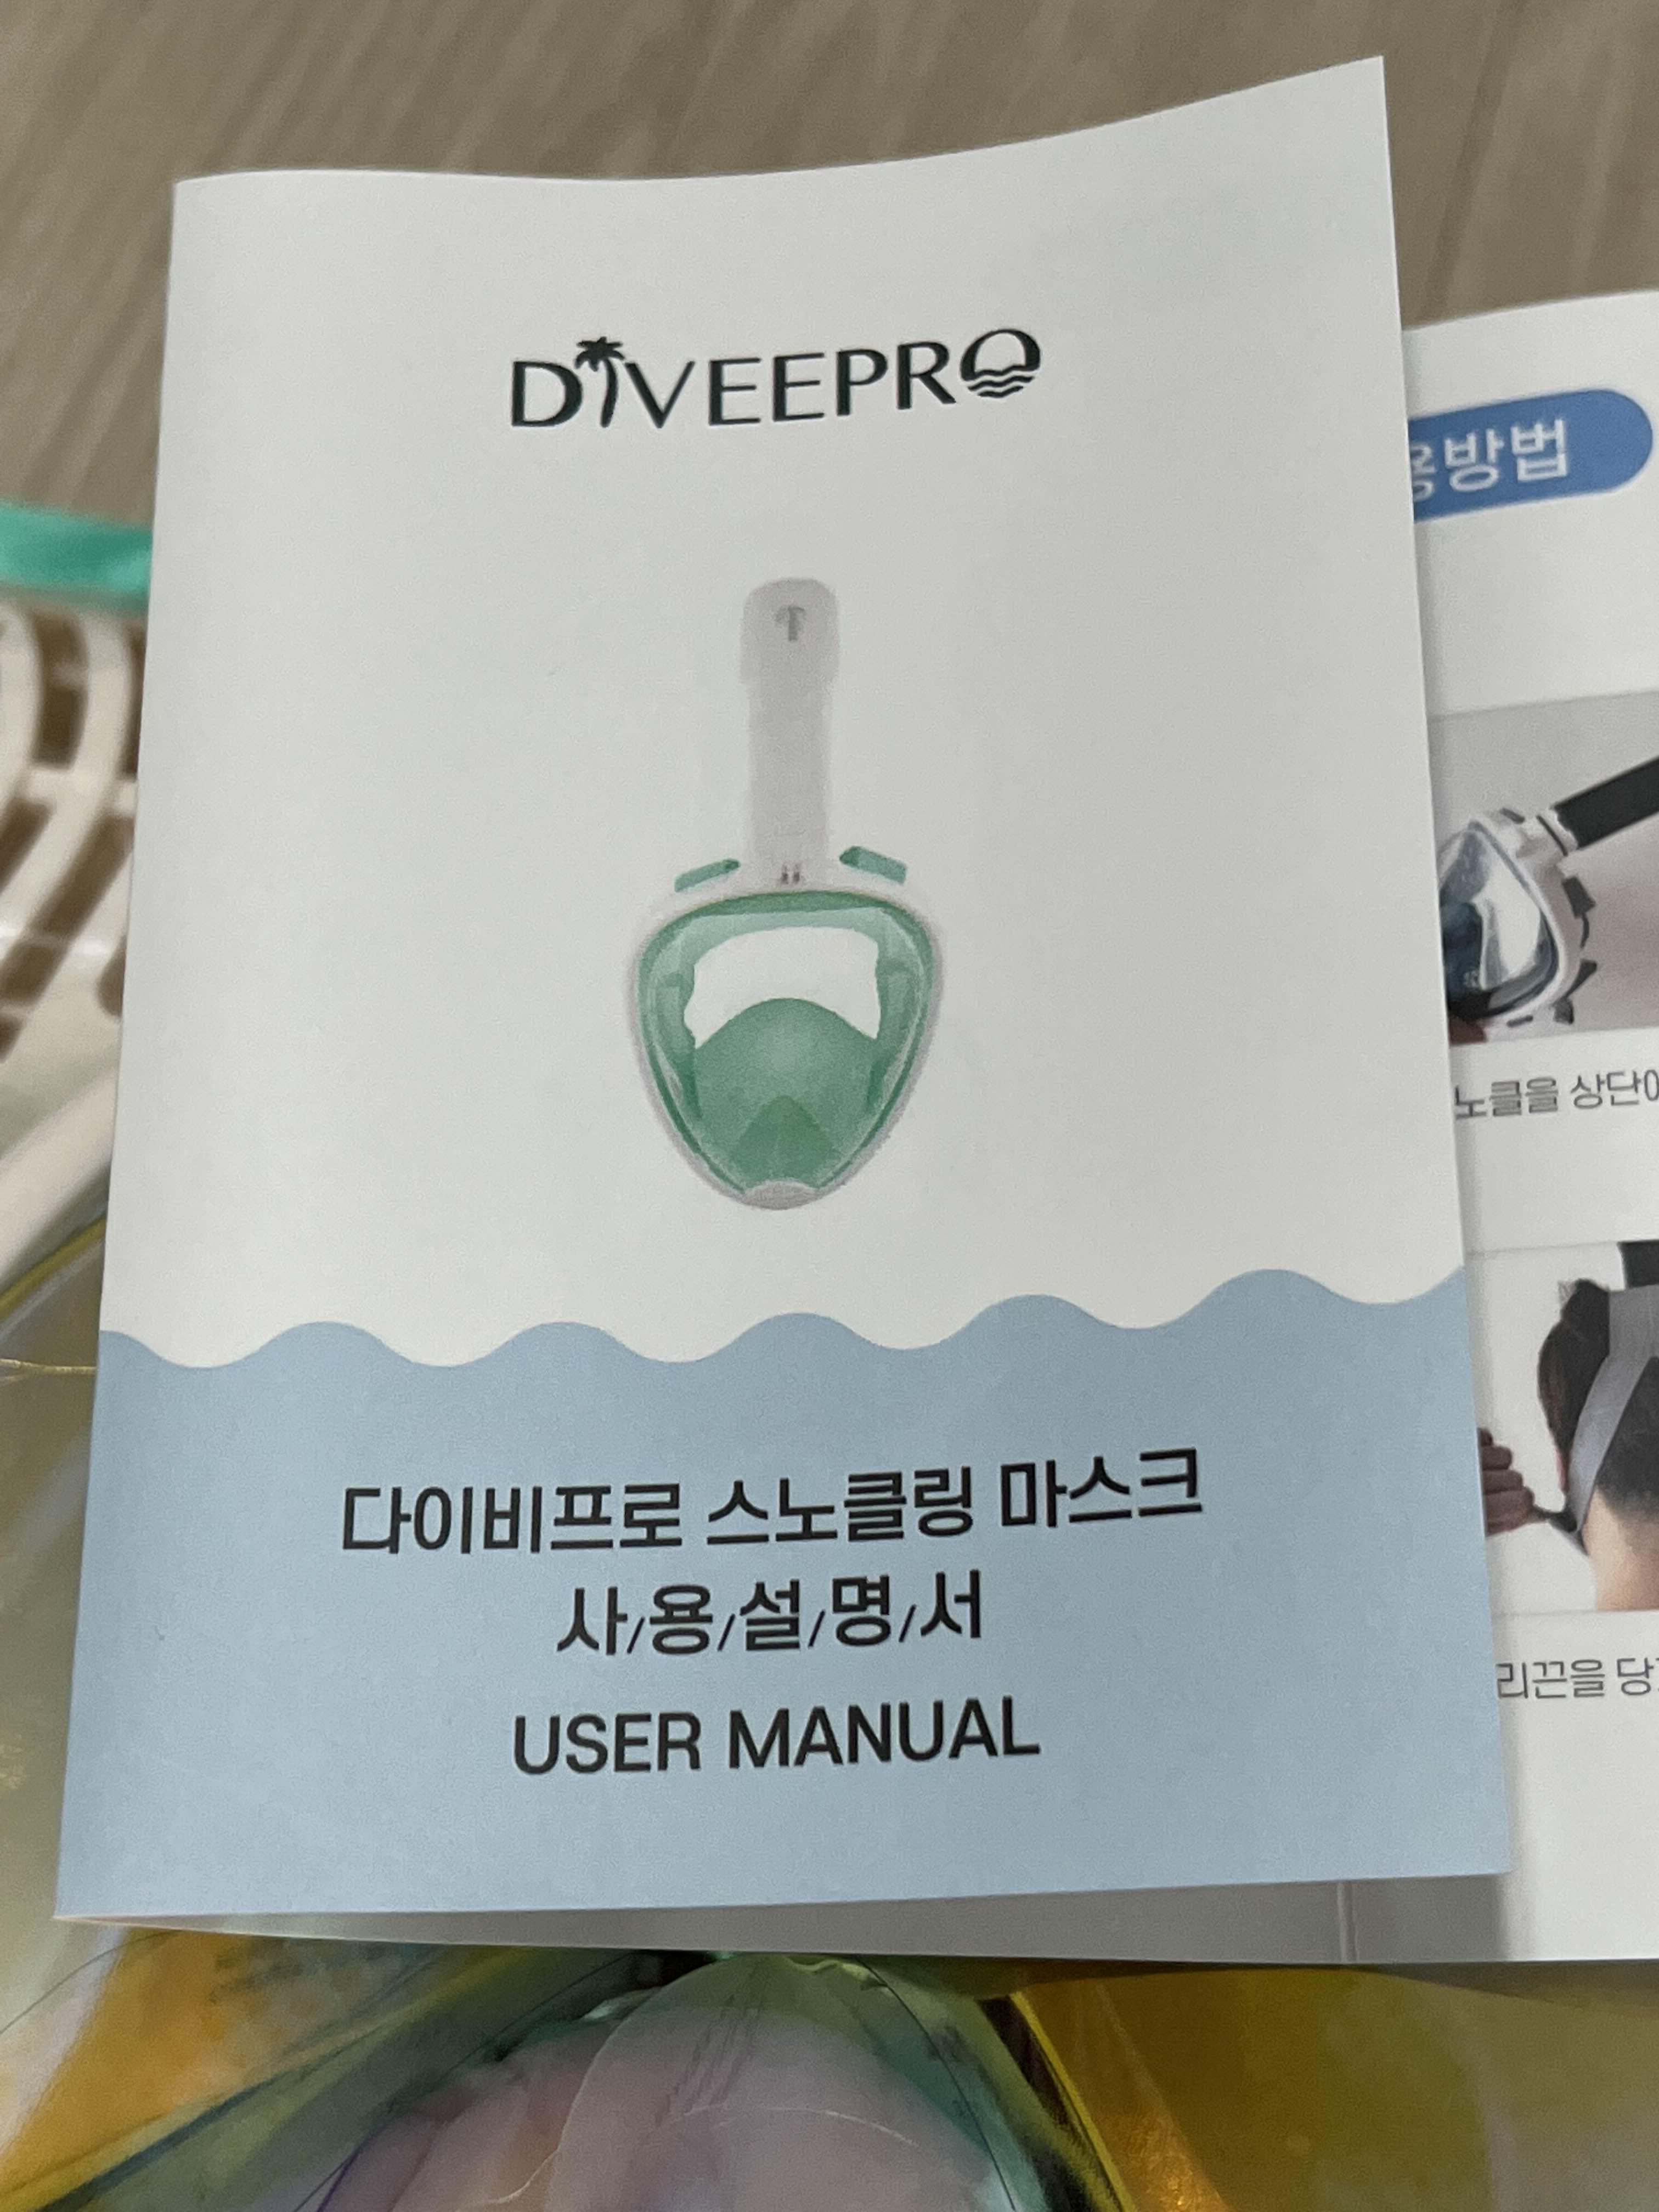 DIVEEPRO
다이비프로 스노클링 마스크
사/용/설/명/서
USER MANUAL
용방법
노클을 상단에
리끈을 당